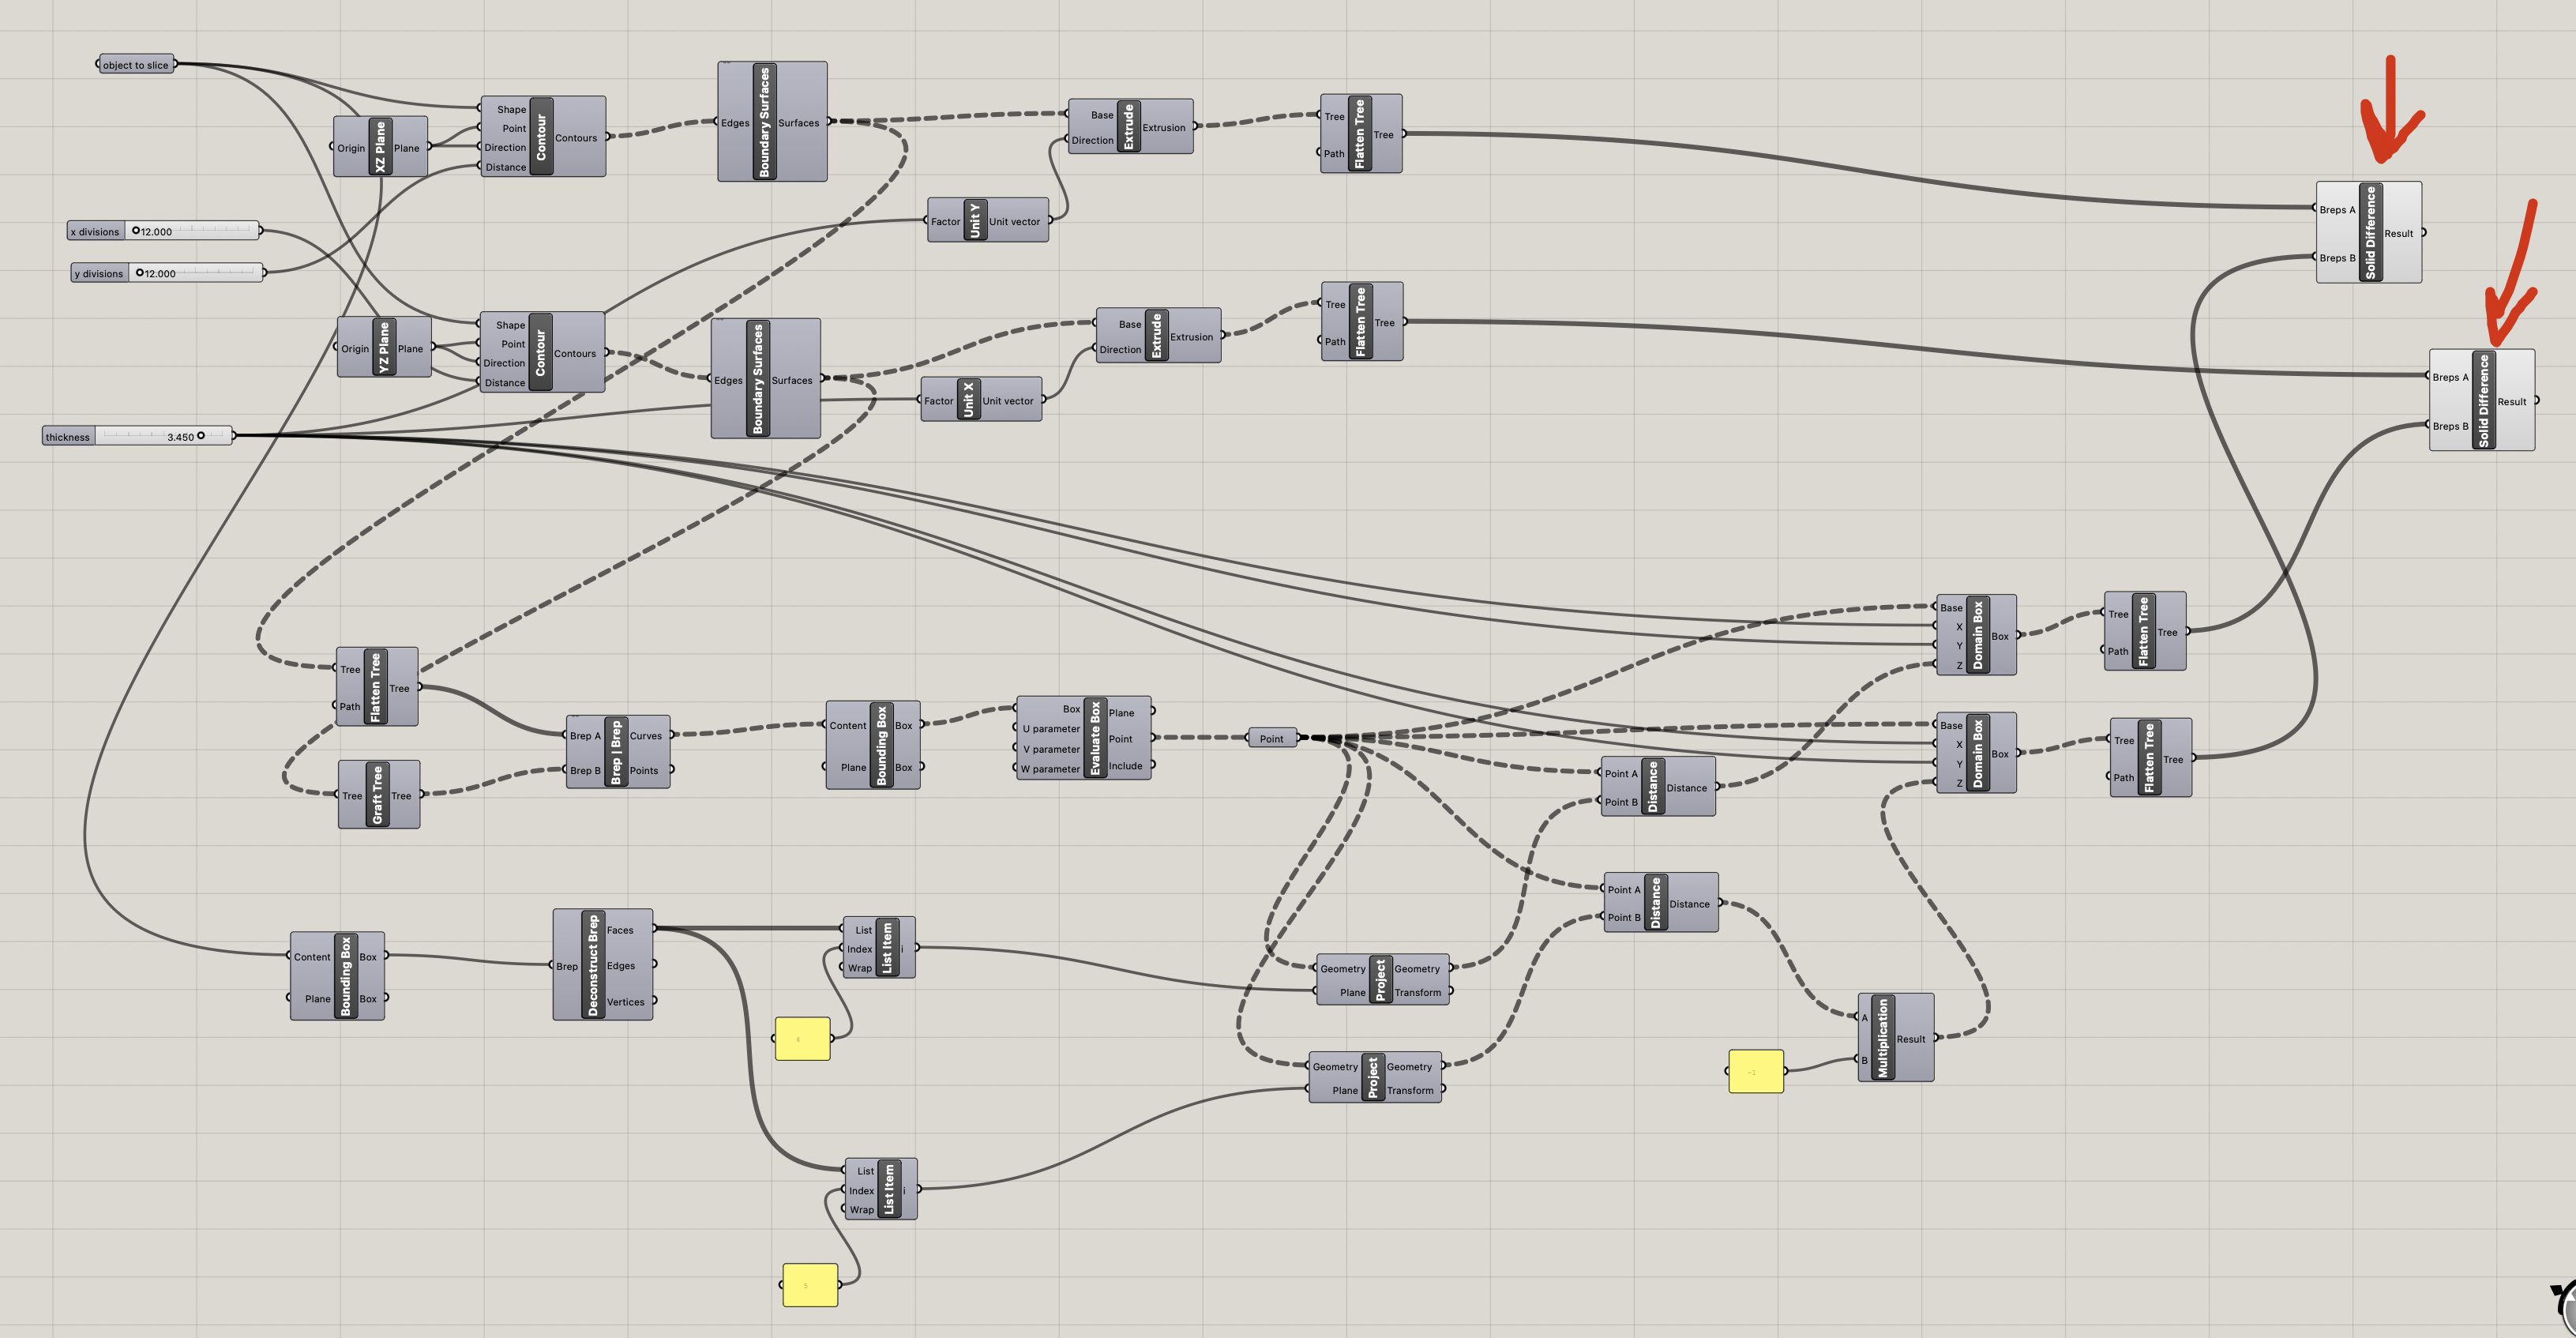 object to slice
XZ Plane
Origin
Plane
Contour
Shape
Point
Direction
Distance
Contours
Boundary Surfaces
Edges
Surfaces
Extrude
Base
Direction
Extrusion
Flatten Tree
Tree
Path
Tree
Solid Difference
Breps A
Breps B
Result
x divisions
12.000
y divisions
12.000
Unit Y
Factor
Unit vector
YZ Plane
Origin
Plane
Contour
Shape
Point
Direction
Distance
Contours
Boundary Surfaces
Edges
Surfaces
Extrude
Base
Direction
Extrusion
Flatten Tree
Tree
Path
Tree
Unit X
Factor
Unit vector
Solid Difference
Breps A
Breps B
Result
thickness
3.450
Flatten Tree
Tree
Path
Tree
Graft Tree
Tree
Tree
Brep | Brep
Brep A
Brep B
Curves
Points
Bounding Box
Content
Plane
Box
Box
Evaluate Box
Box
U parameter
V parameter
W parameter
Plane
Point
Include
Point
Distance
Point A
Point B
Distance
Domain Box
Base
X
Y
Z
Box
Flatten Tree
Tree
Path
Tree
Domain Box
Base
X
Y
Z
Box
Flatten Tree
Tree
Path
Tree
Distance
Point A
Point B
Distance
Bounding Box
Content
Plane
Box
Box
Deconstruct Brep
Brep
Faces
Edges
Vertices
List Item
List
Index
Wrap
i
4
Project
Geometry
Plane
Geometry
Transform
Project
Geometry
Plane
Geometry
Transform
-1
Multiplication
A
B
Result
List Item
List
Index
Wrap
i
5